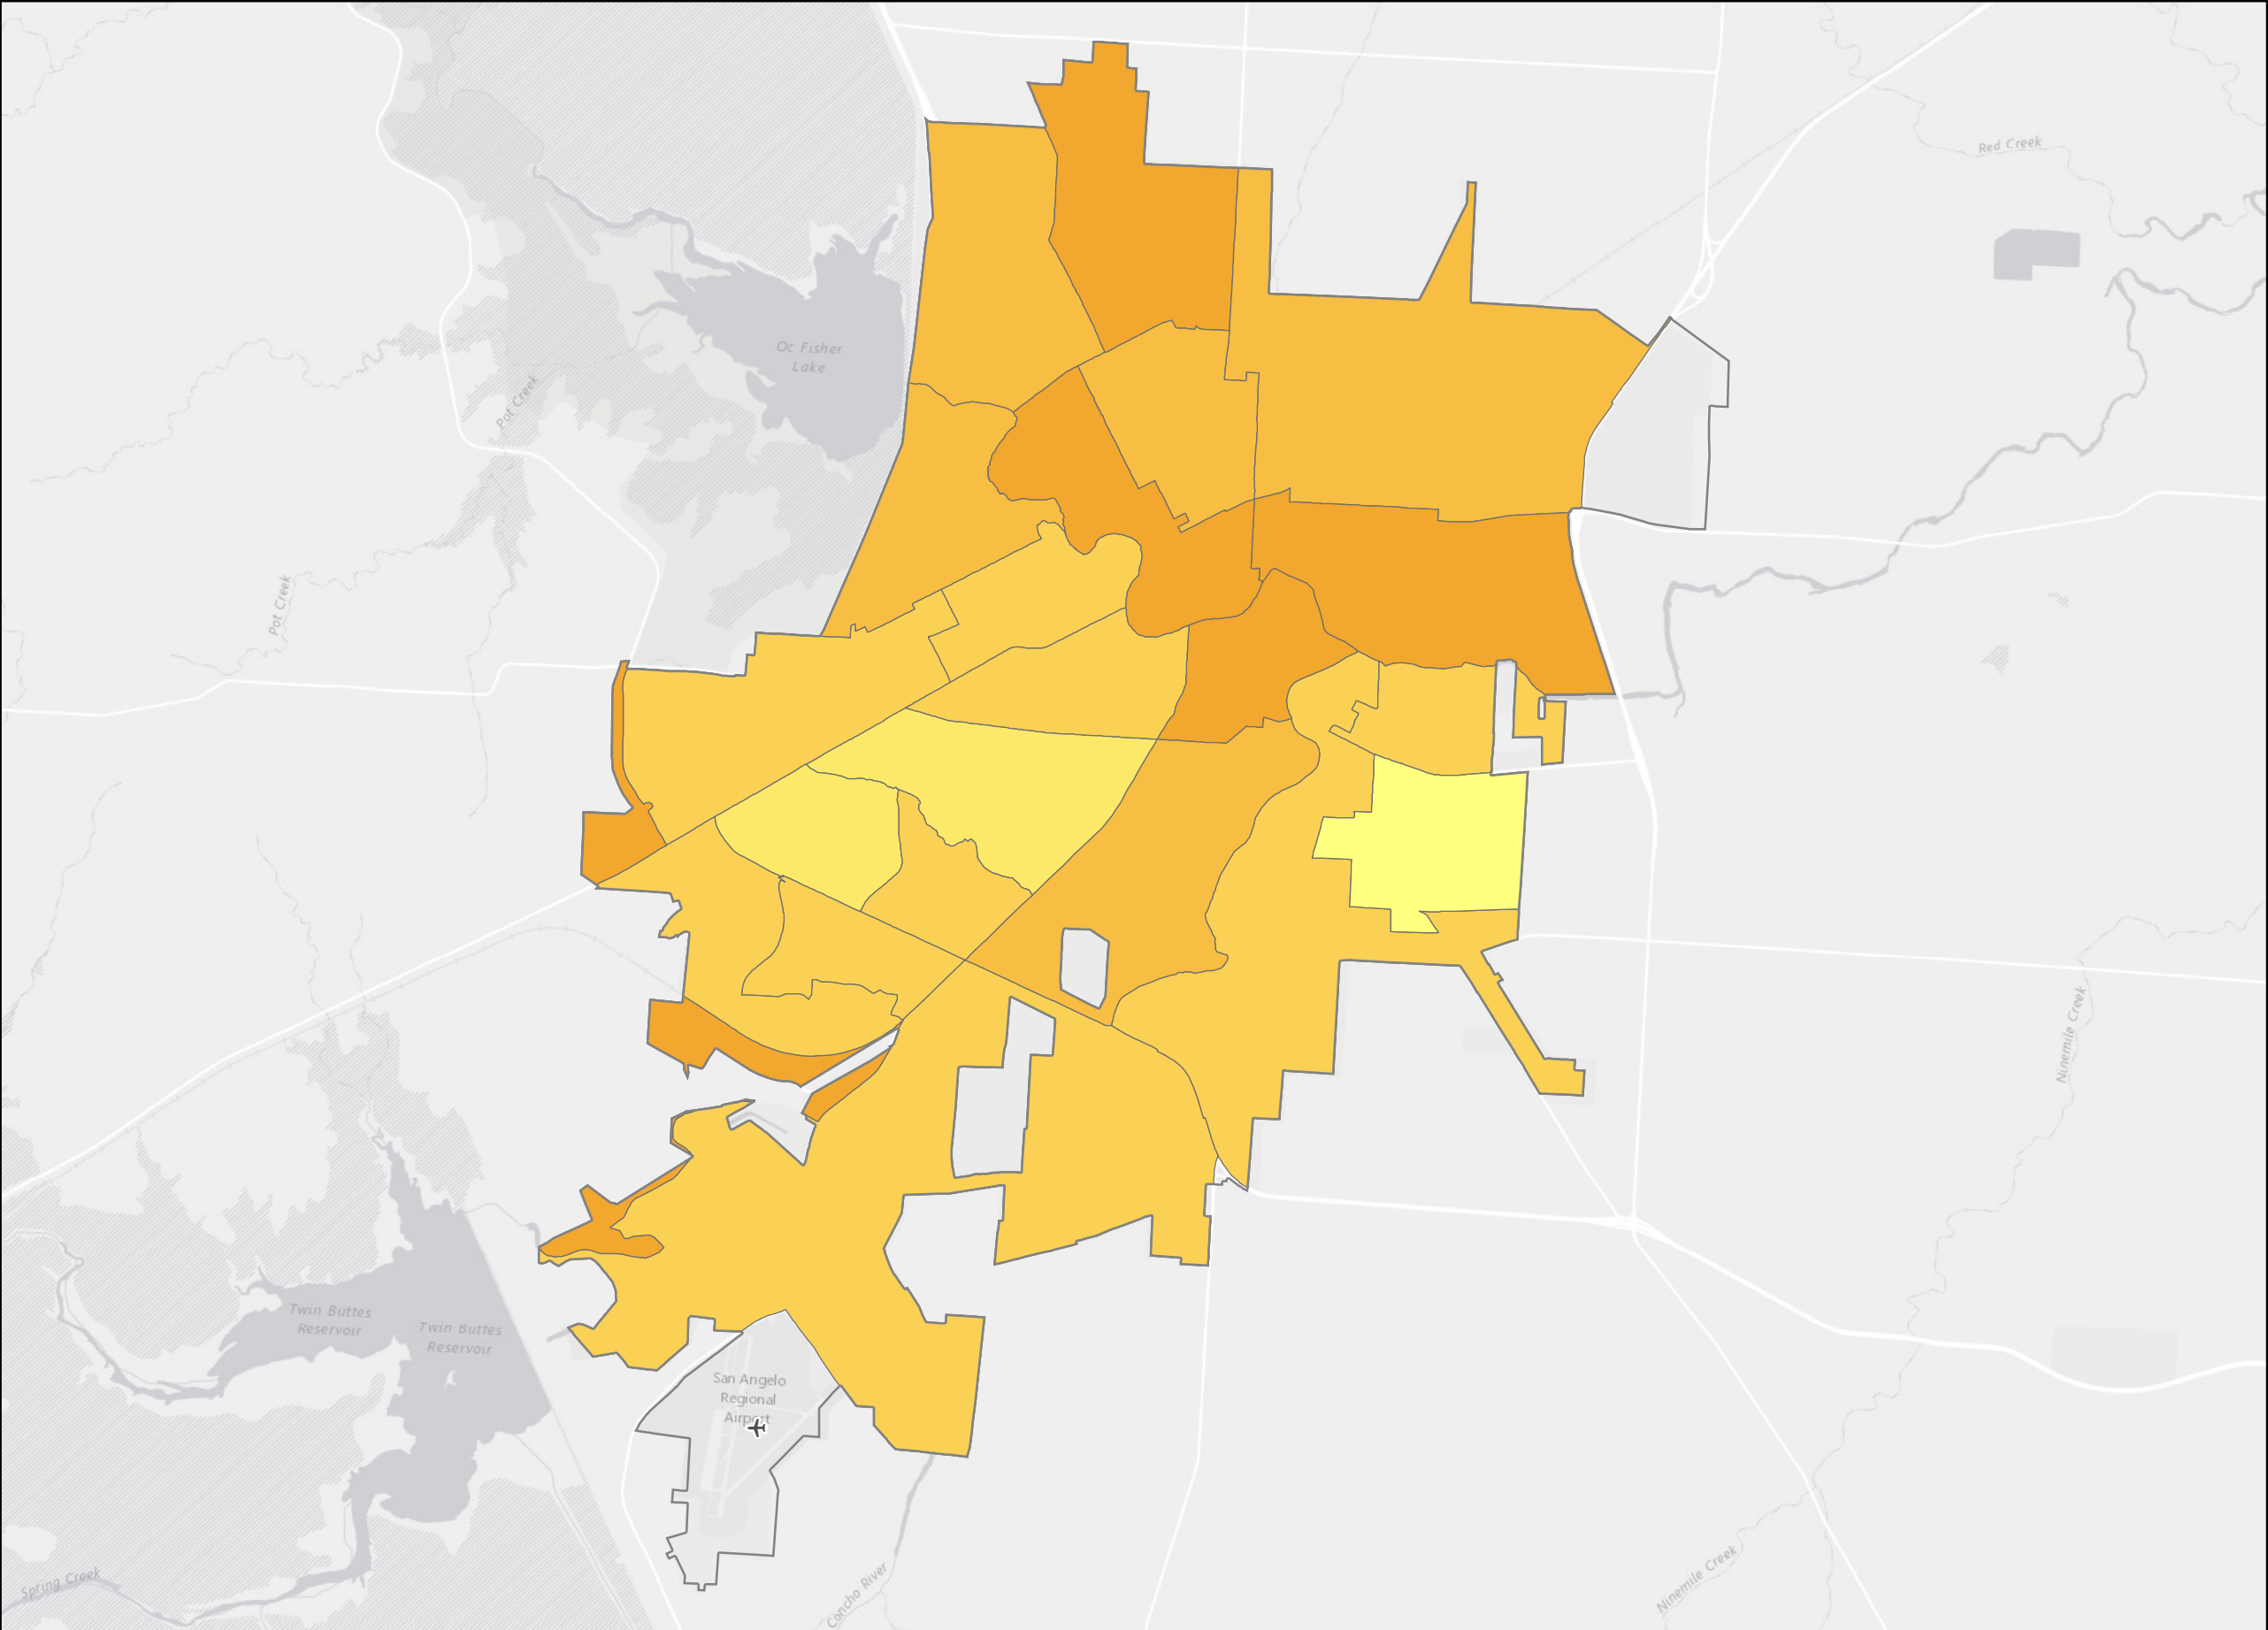 Red Creek
Oc Fisher
Lake
Pot Creek
Pot Creek
Ninemile Creek
Twin Buttes
Reservoir
Twin Buttes
Reservoir
San Angelo
Regional
Airport
Spring Creek
Concho River
Ninemile Creek